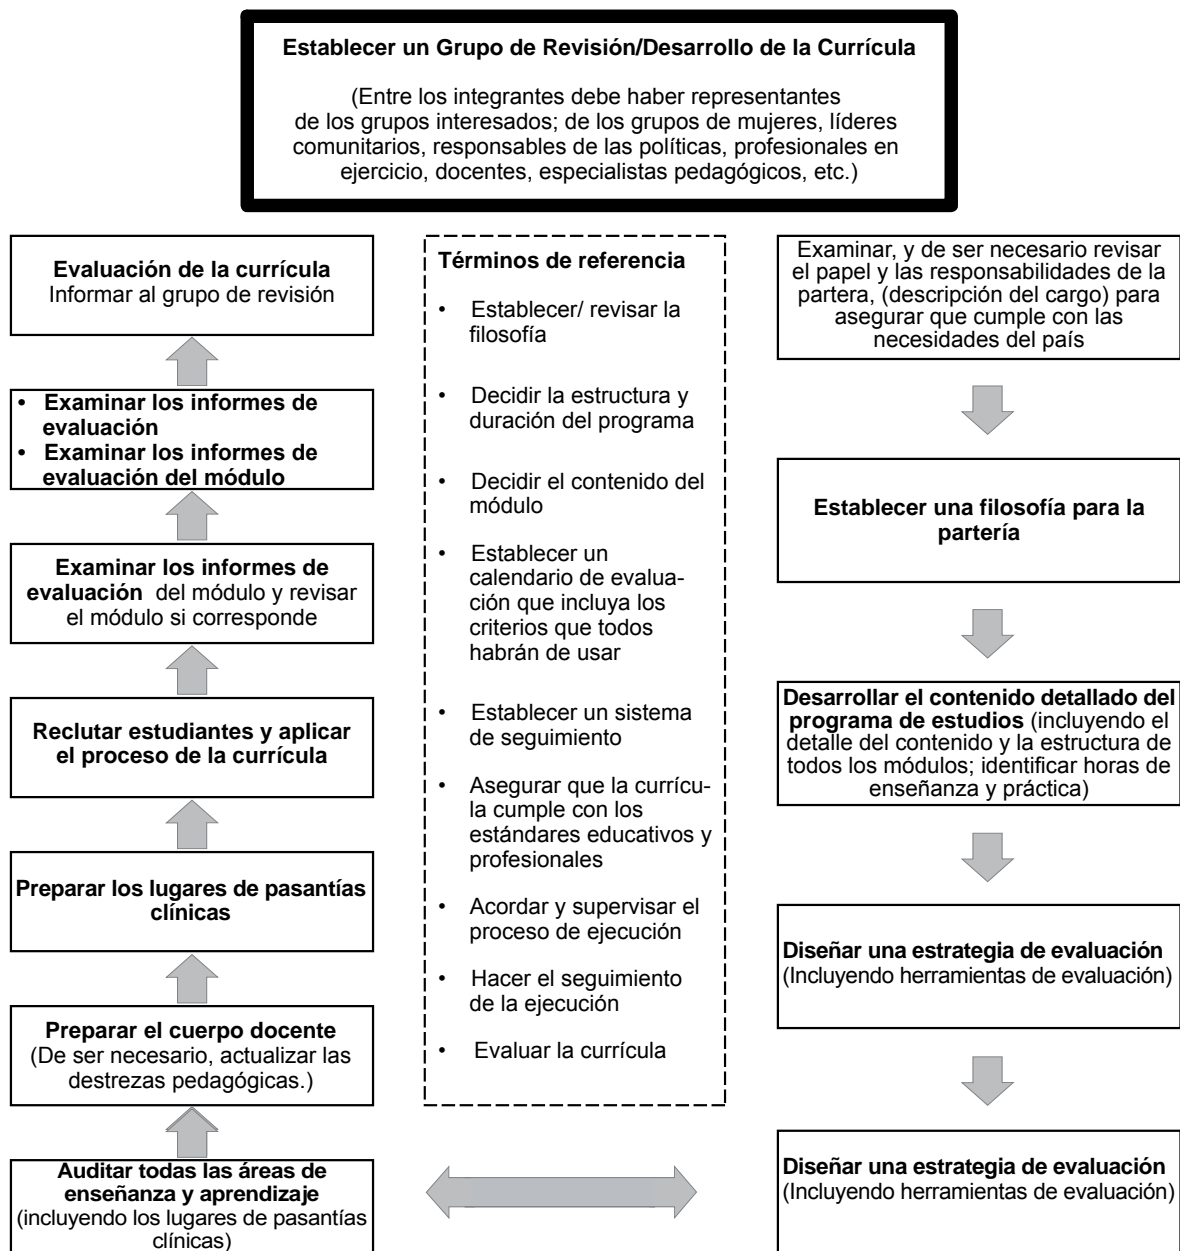 Establecer un Grupo de Revisión/Desarrollo de la Currícula
(Entre los integrantes debe haber representantes
de los grupos interesados; de los grupos de mujeres, líderes
comunitarios, responsables de las políticas, profesionales en
ejercicio, docentes, especialistas pedagógicos, etc.)
Evaluación de la currícula
Informar al grupo de revisión
• Examinar los informes de
evaluación
• Examinar los informes de
evaluación del módulo
Examinar los informes de
evaluación del módulo y revisar
el módulo si corresponde
Reclutar estudiantes y aplicar
el proceso de la currícula
Preparar los lugares de pasantías
clínicas
Preparar el cuerpo docente
(De ser necesario, actualizar las
destrezas pedagógicas.)
Auditar todas las áreas de
enseñanza y aprendizaje
(incluyendo los lugares de pasantías
clínicas)
Términos de referencia
• Establecer/ revisar la
filosofía
• Decidir la estructura y
duración del programa
• Decidir el contenido del
módulo
• Establecer un
calendario de evalua-
ción que incluya los
criterios que todos
habrán de usar
• Establecer un sistema
de seguimiento
• Asegurar que la currícu-
la cumple con los
estándares educativos y
profesionales
• Acordar y supervisar el
proceso de ejecución
• Hacer el seguimiento
de la ejecución
• Evaluar la currícula
Examinar, y de ser necesario revisar
el papel y las responsabilidades de la
partera, (descripción del cargo) para
asegurar que cumple con las
necesidades del país
Establecer una filosofía para la
partería
Desarrollar el contenido detallado del
programa de estudios (incluyendo el
detalle del contenido y la estructura de
todos los módulos; identificar horas de
enseñanza y práctica)
Diseñar una estrategia de evaluación
(Incluyendo herramientas de evaluación)
Diseñar una estrategia de evaluación
(Incluyendo herramientas de evaluación)